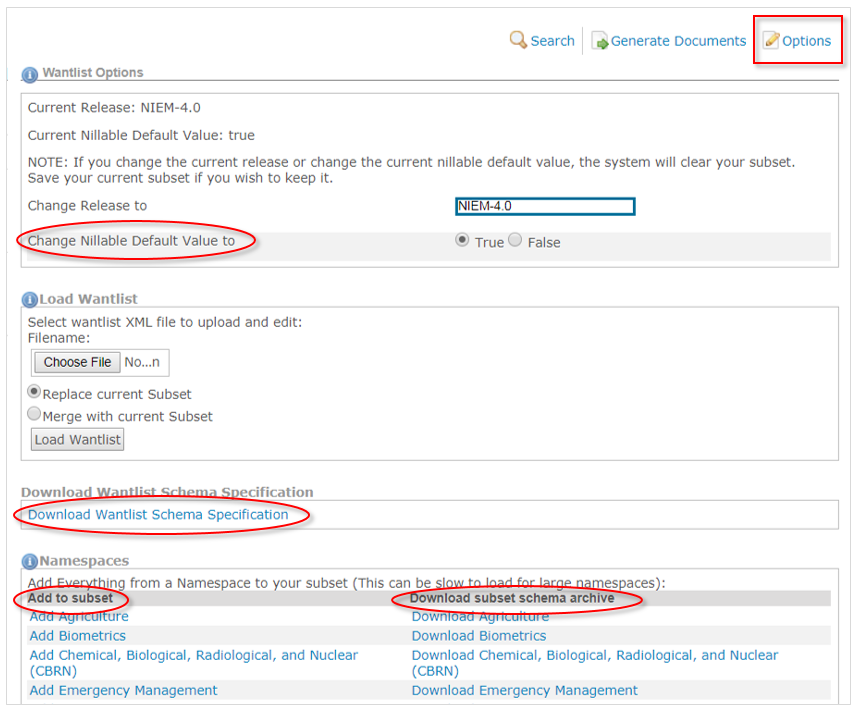 Search Generate Documents Options
Wantlist Options
Current Release: NIEM-4.0
Current Nillable Default Value: true
NOTE: If you change the current release or change the current nillable default value, the system will clear your subset.
Save your current subset if you wish to keep it.
Change Release to NIEM-4.0
Change Nillable Default Value to True False
Load Wantlist
Select wantlist XML file to upload and edit:
Filename:
Choose File No...n
Replace current Subset
Merge with current Subset
Load Wantlist
Download Wantlist Schema Specification
Download Wantlist Schema Specification
Namespaces
Add Everything from a Namespace to your subset (This can be slow to load for large namespaces):
Add to subset Download subset schema archive
Add Agriculture Download Agriculture
Add Biometrics Download Biometrics
Add Chemical, Biological, Radiological, and Nuclear Download Chemical, Biological, Radiological, and Nuclear
(CBRN) (CBRN)
Add Emergency Management Download Emergency Management